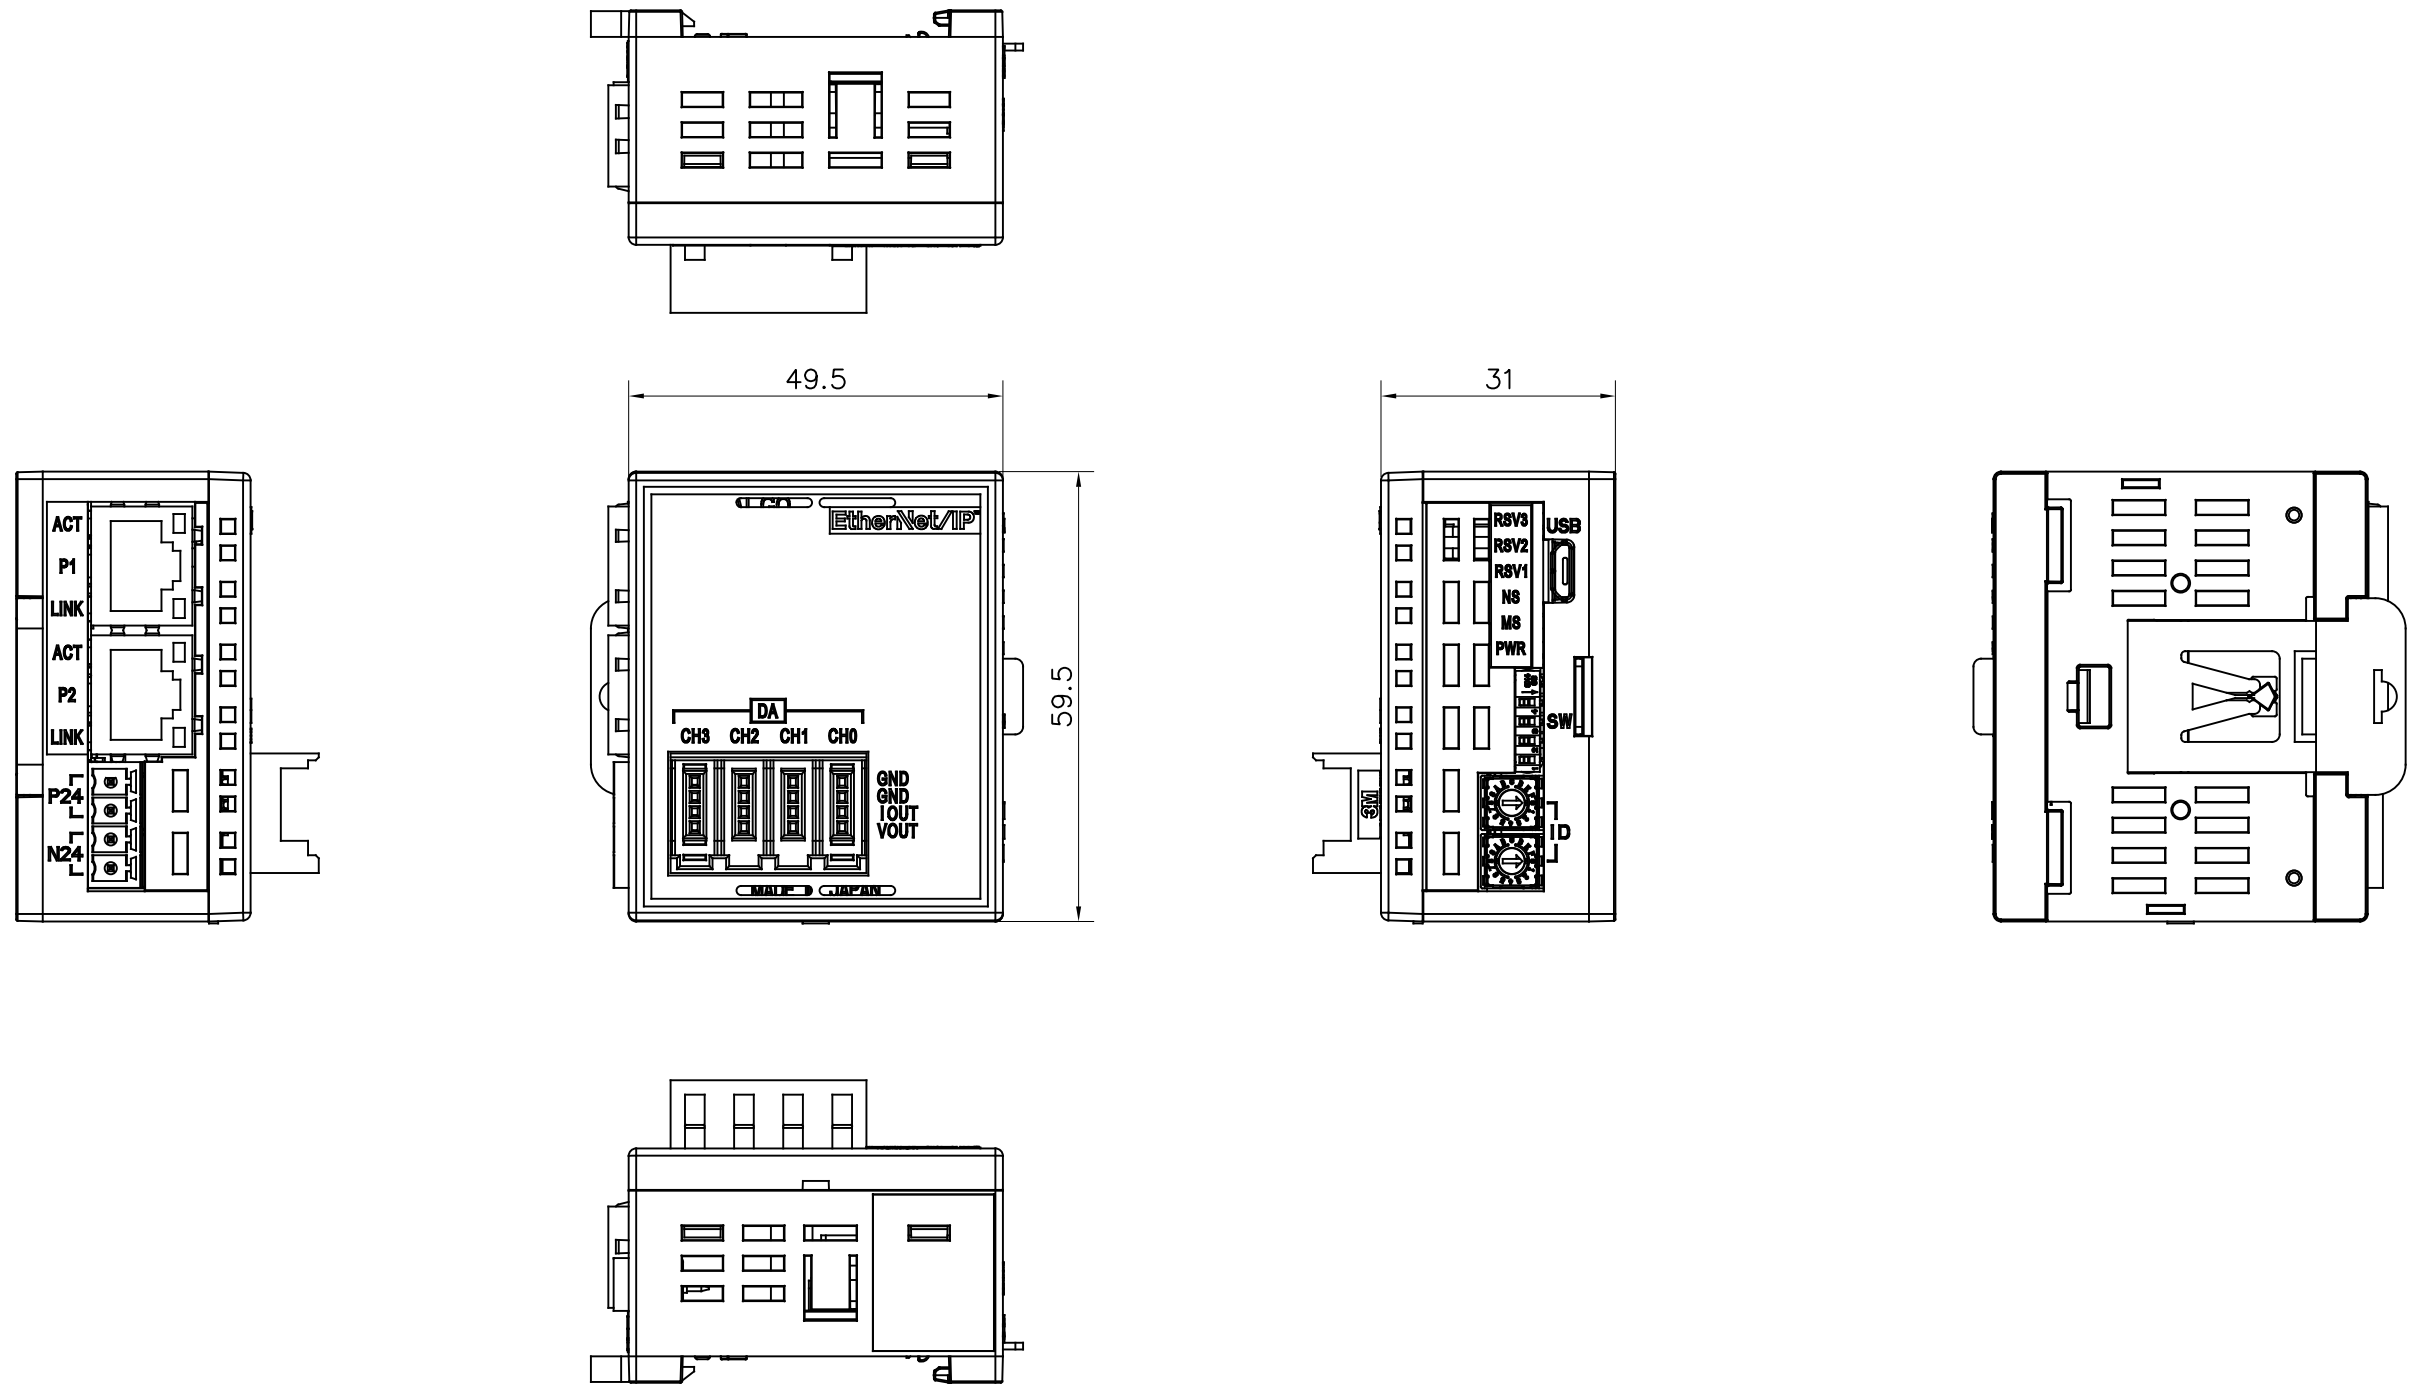 49.5
31
59.5
ACT
P1
LINK
ACT
P2
LINK
P24
N24
EtherNet/IP
DA
CH3 CH2 CH1 CH0
GND
GND
IOUT
VOUT
JAPAN
RSV3
RSV2
RSV1
NS
MS
PWR
USB
SW
ID
3M